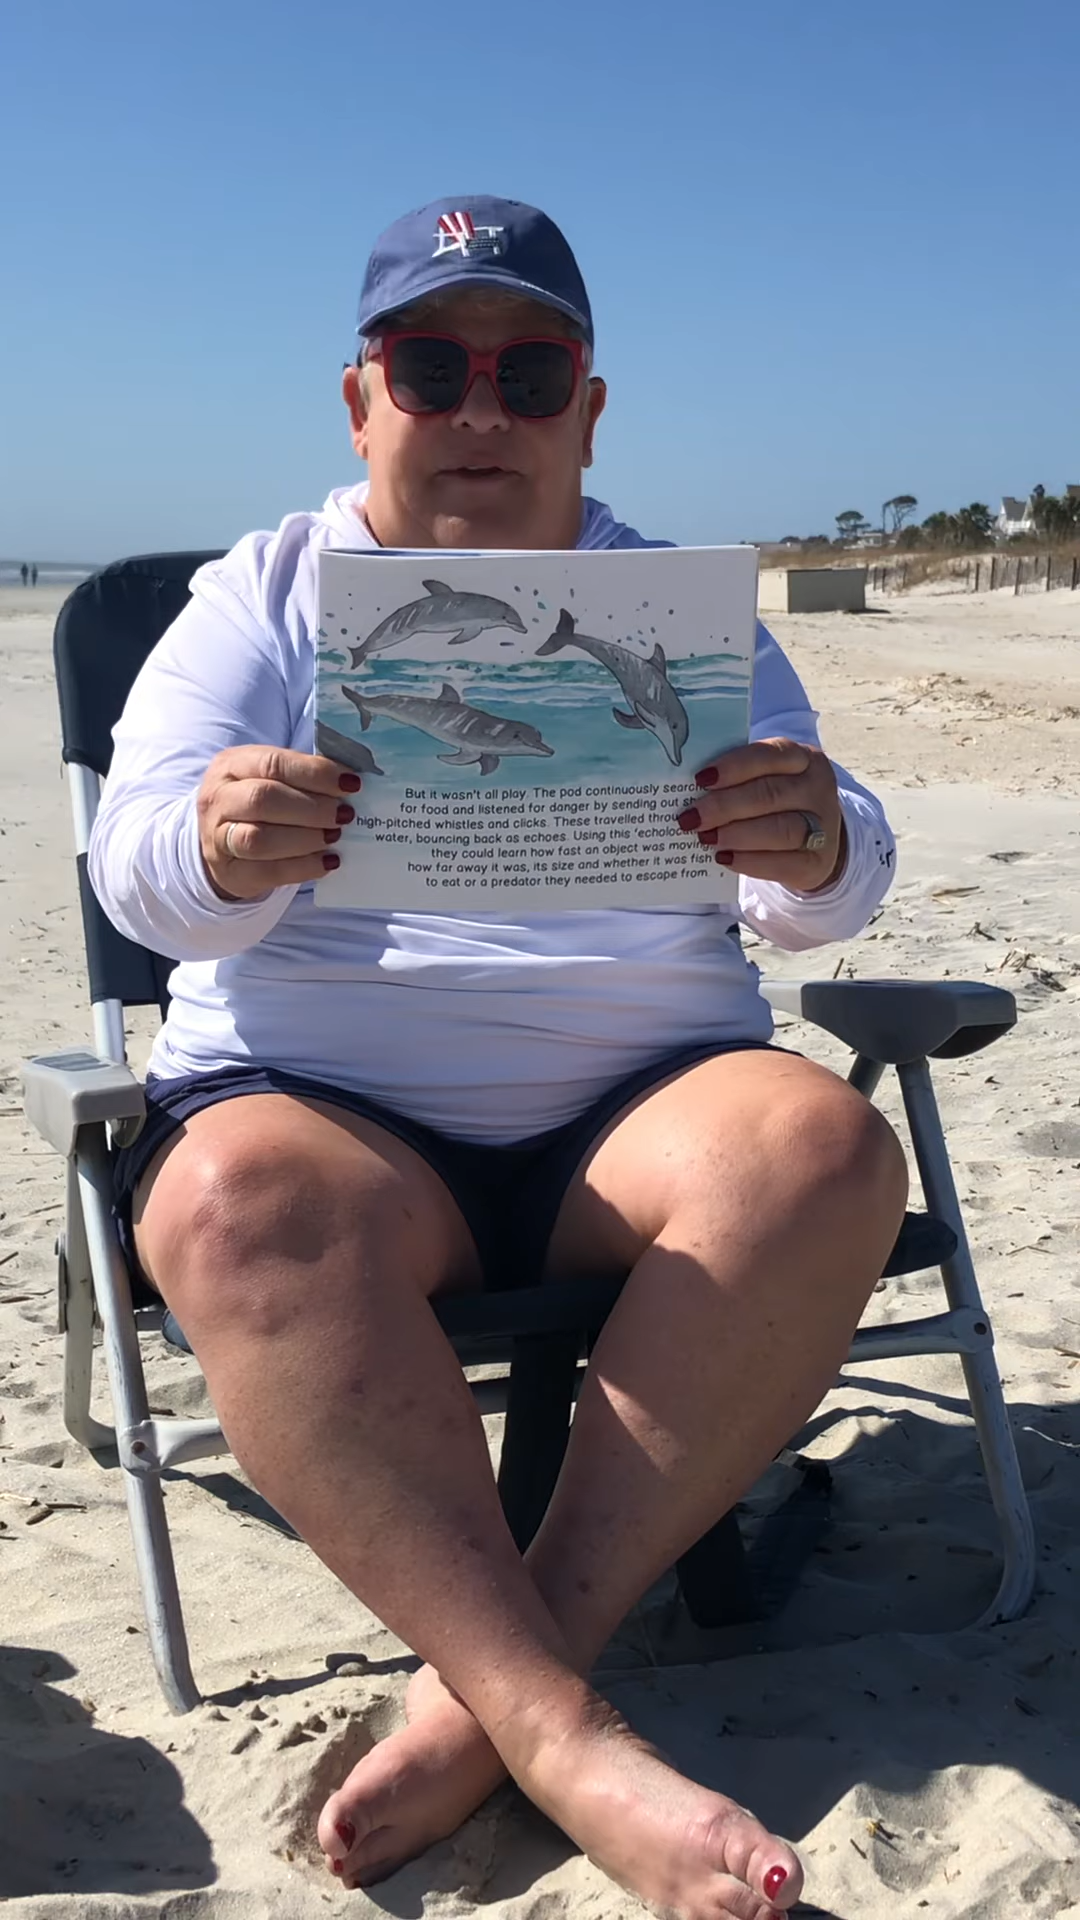 But it wasn't all play. The pod continuously
for food and listened for danger by sending out
high-pitched whistles and clicks. These travelled
water, bouncing back as echoes. Using this
they could learn how fast an object was moving,
how far away it was, its size and whether it was fish
to eat or a predator they needed to escape from.